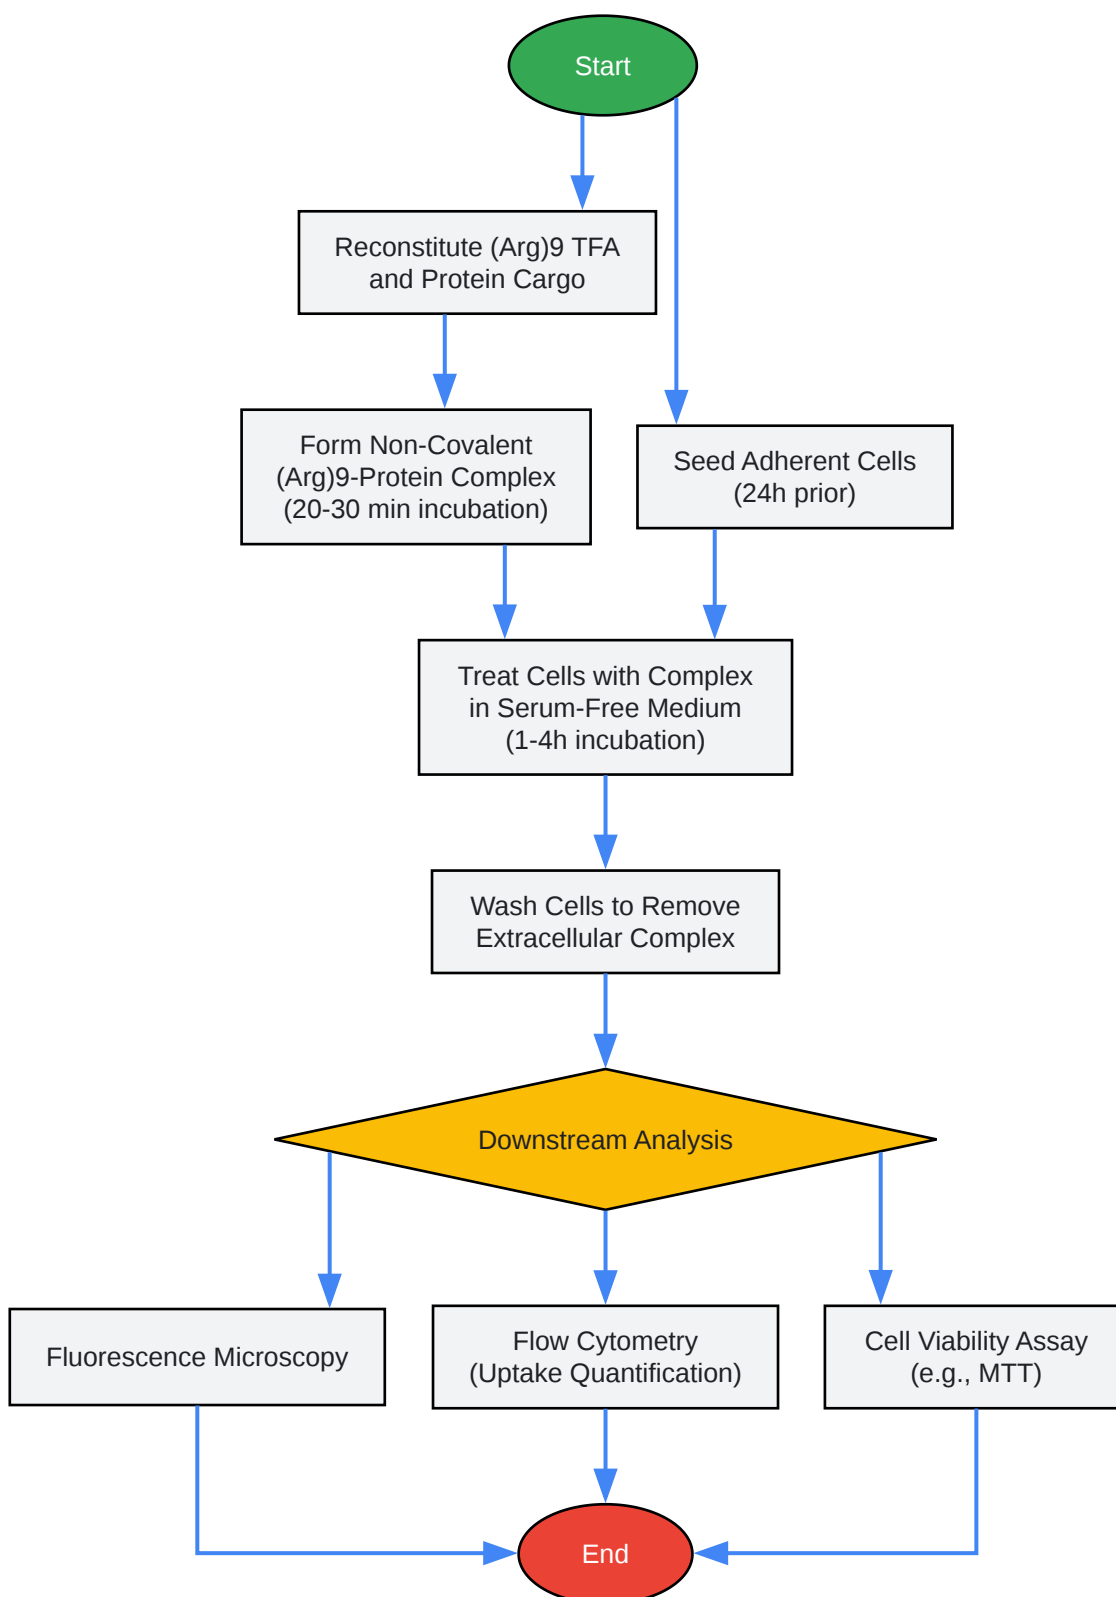 Start
Reconstitute (Arg)9 TFA
and Protein Cargo
Form Non-Covalent
(Arg)9-Protein Complex
(20-30 min incubation)
Seed Adherent Cells
(24h prior)
Treat Cells with Complex
in Serum-Free Medium
(1-4h incubation)
Wash Cells to Remove
Extracellular Complex
Downstream Analysis
Fluorescence Microscopy
Flow Cytometry
(Uptake Quantification)
Cell Viability Assay
(e.g., MTT)
End